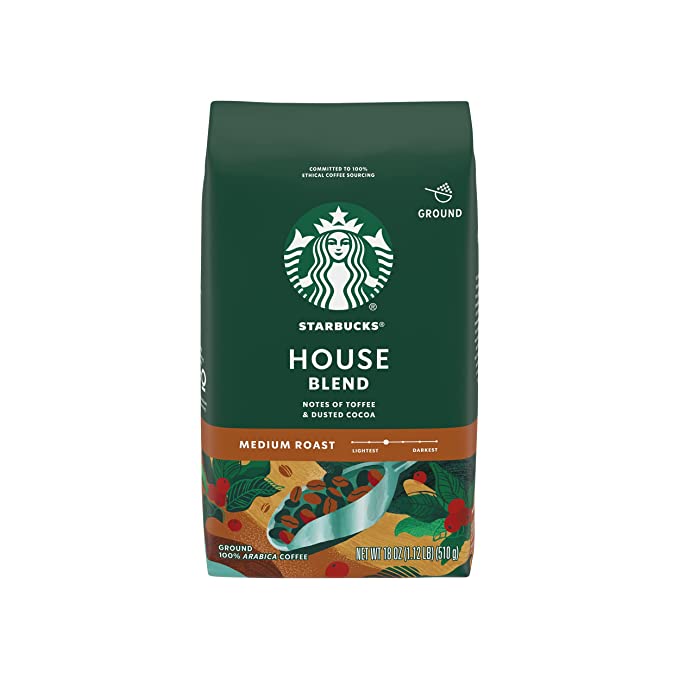 COMMITTED TO 100%
ETHICAL COFFEE SOURCING
GROUND
STARBUCKS®
HOUSE
BLEND
NOTES OF TOFFEE
& DUSTED COCOA
MEDIUM ROAST
LIGHTEST
DARKEST
GROUND
100% ARABICA COFFEE
NET WT 18 OZ (1.12 LB) (510 g)